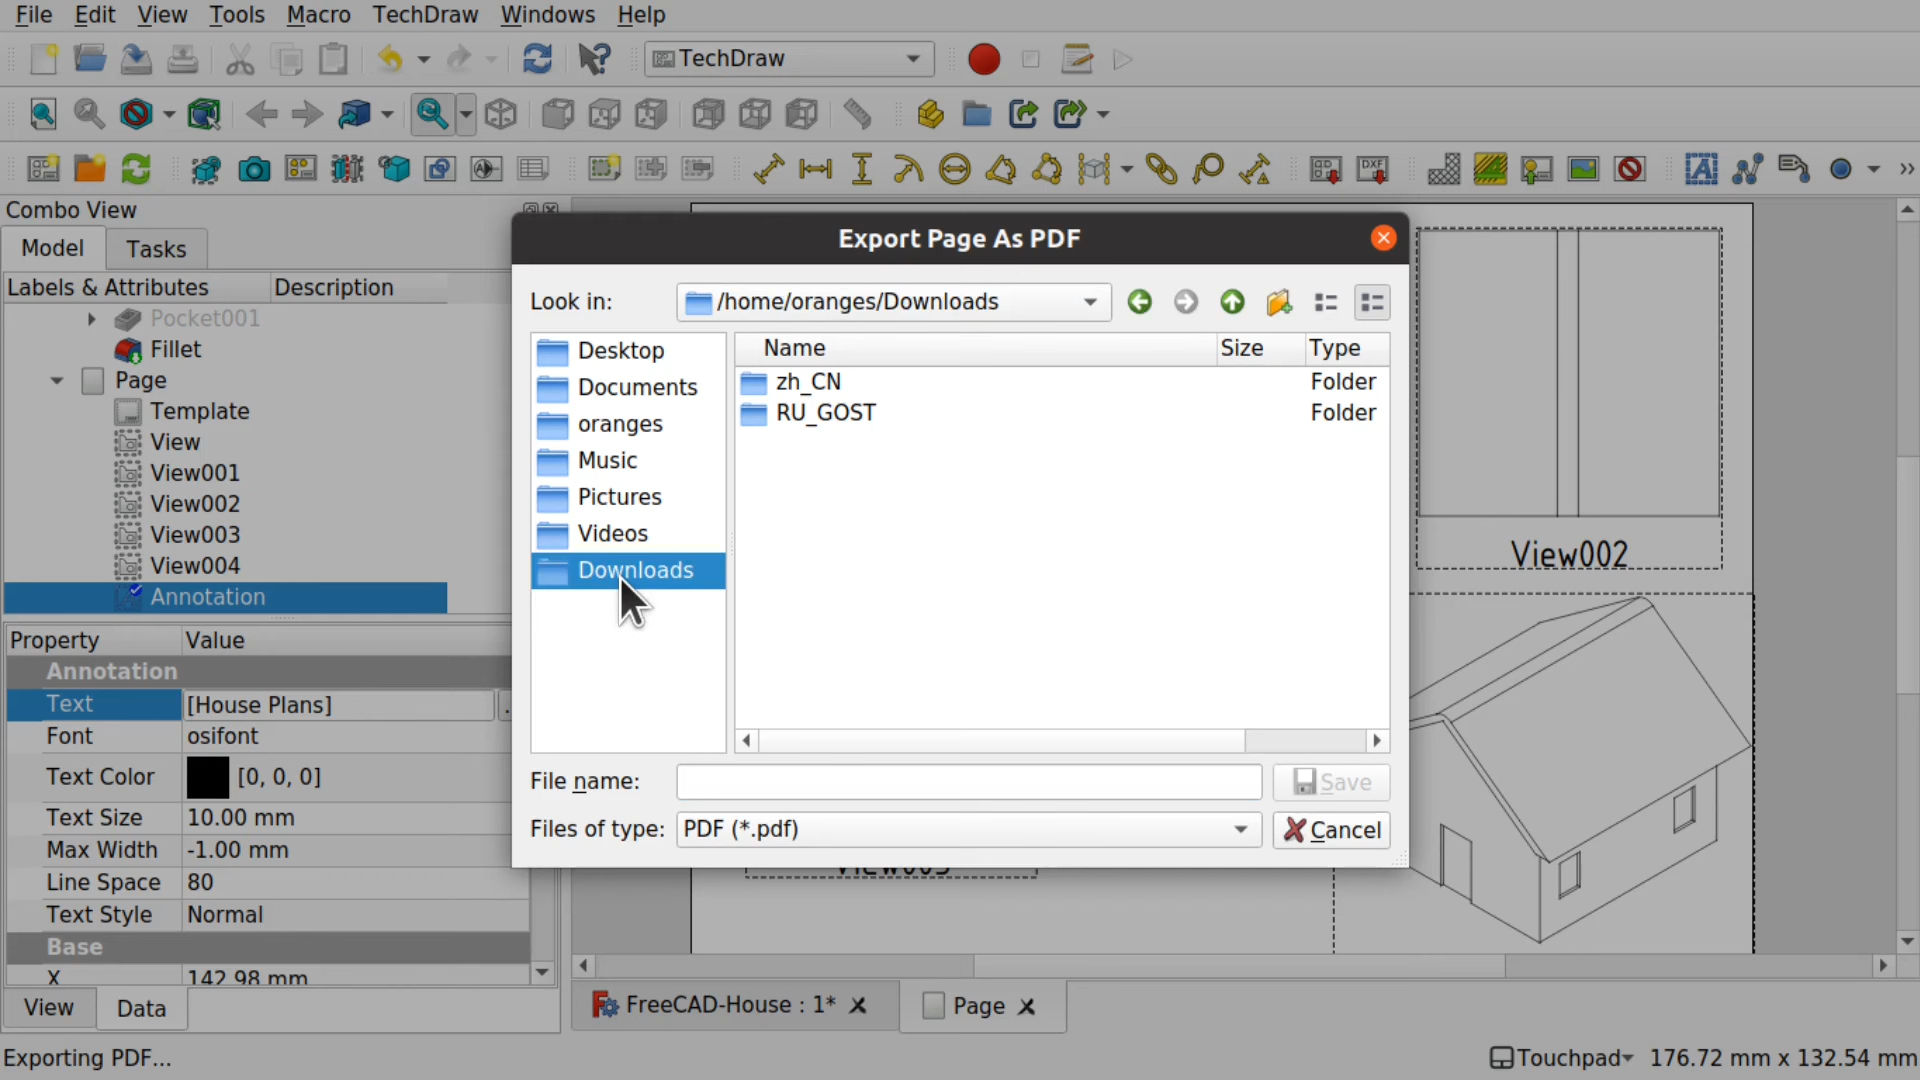 File Edit View Tools Macro TechDraw Windows Help
TechDraw
DXF
Combo View
Model Tasks
Labels & Attributes Description
Pocket001
Fillet
Page
Template
View
View001
View002
View003
View004
Annotation
Property Value
Annotation
Text [House Plans]
Font osifont
Text Color [0, 0, 0]
Text Size 10.00 mm
Max Width -1.00 mm
Line Space 80
Text Style Normal
Base
X 142.98 mm
View Data
Exporting PDF...
Export Page As PDF
Look in: /home/oranges/Downloads
Desktop
Documents
oranges
Music
Pictures
Videos
Downloads
Name Size Type
zh_CN Folder
RU_GOST Folder
File name: Save
Files of type: PDF (*.pdf) Cancel
View002
FreeCAD-House : 1*
Page
Touchpad 176.72 mm x 132.54 mm